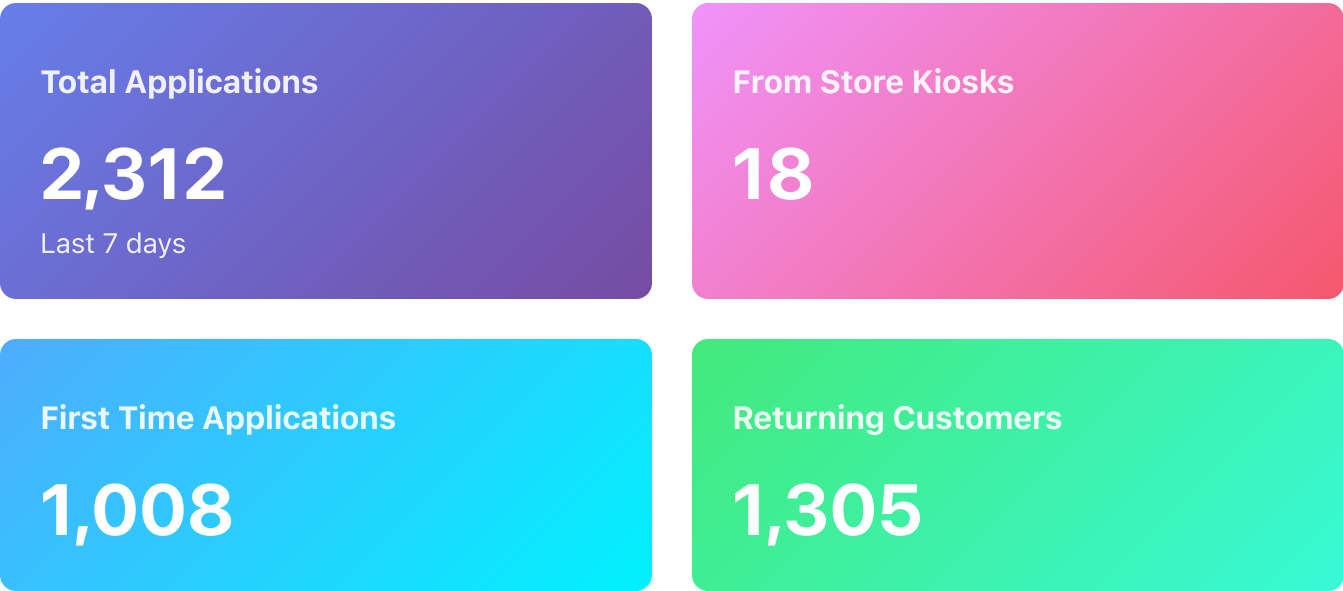 Total Applications
2,312
Last 7 days
From Store Kiosks
18
First Time Applications
1,008
Returning Customers
1,305